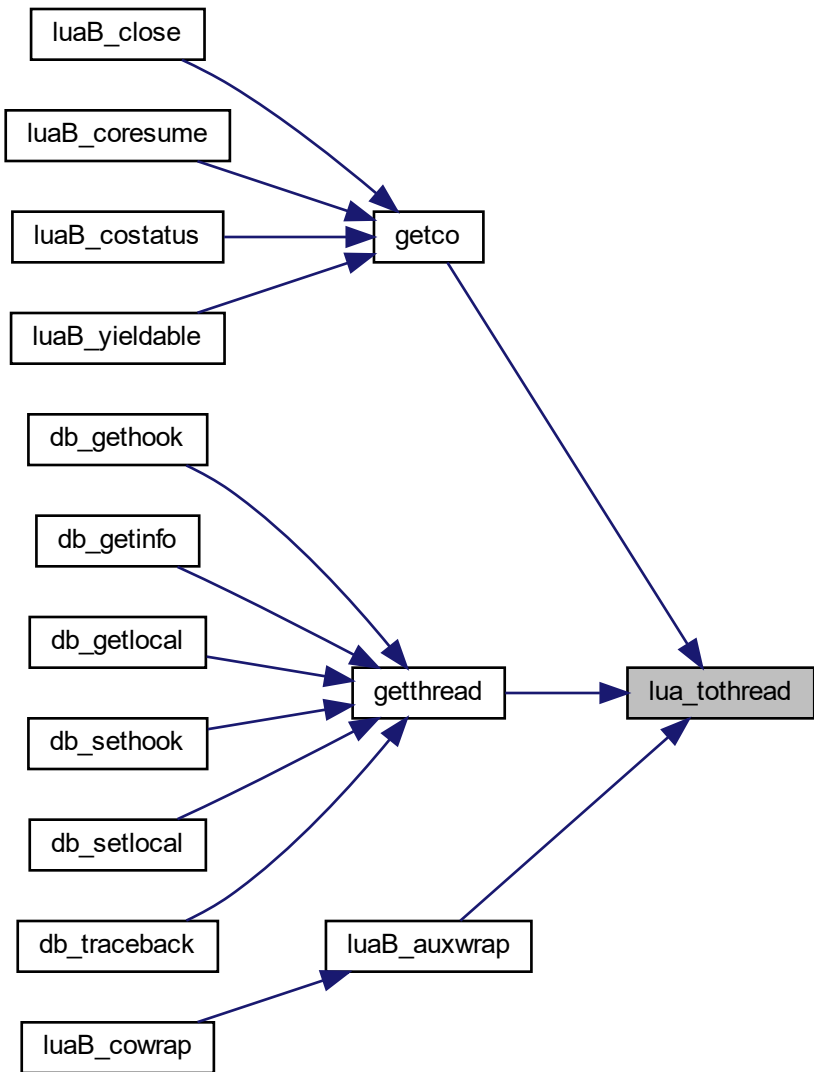 luaB_close
luaB_coresume
luaB_costatus
getco
luaB_yieldable
db_gethook
db_getinfo
db_getlocal
getthread
lua_tothread
db_sethook
db_setlocal
db_traceback
luaB_auxwrap
luaB_cowrap